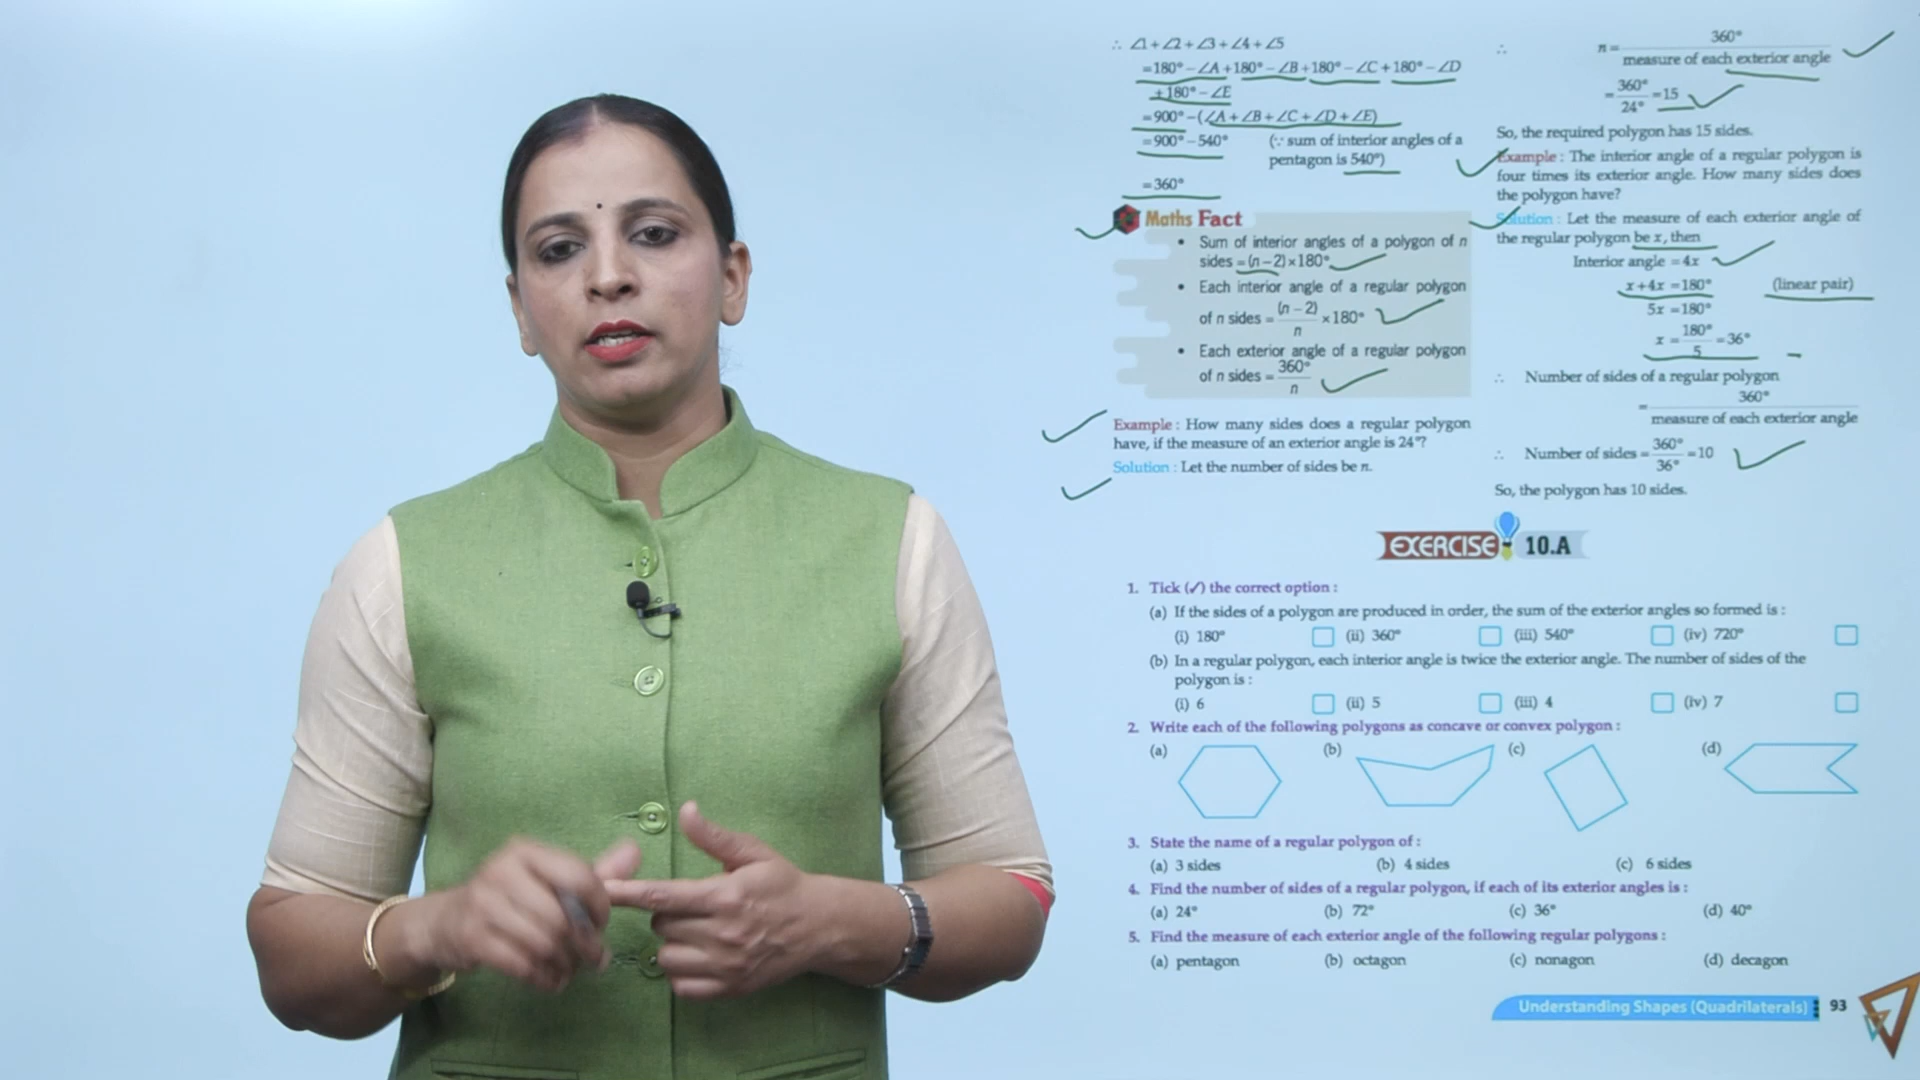 ∴ ∠1+∠2+∠3+∠4+∠5
=180°−∠A+180°−∠B+180°−∠C+180°−∠D
+180°−∠E
=900°−(∠A+∠B+∠C+∠D+∠E)
=900°−540° (∵ sum of interior angles of a
pentagon is 540°)
=360°
Maths Fact
• Sum of interior angles of a polygon of n
sides =(n−2)×180°
• Each interior angle of a regular polygon
of n sides = (n − 2)/n ×180°
• Each exterior angle of a regular polygon
of n sides = 360°/n
Example : How many sides does a regular polygon
have, if the measure of an exterior angle is 24°?
Solution : Let the number of sides be n.
∴ n = 360°/measure of each exterior angle
= 360°/24° =15
So, the required polygon has 15 sides.
Example : The interior angle of a regular polygon is
four times its exterior angle. How many sides does
the polygon have?
Solution : Let the measure of each exterior angle of
the regular polygon be x, then
Interior angle =4x
x+4x =180° (linear pair)
5x =180°
x = 180°/5 =36°
∴ Number of sides of a regular polygon
= 360°/measure of each exterior angle
∴ Number of sides = 360°/36° =10
So, the polygon has 10 sides.
EXERCISE 10.A
1. Tick (✓) the correct option :
(a) If the sides of a polygon are produced in order, the sum of the exterior angles so formed is :
(i) 180° (ii) 360° (iii) 540° (iv) 720°
(b) In a regular polygon, each interior angle is twice the exterior angle. The number of sides of the
polygon is :
(i) 6 (ii) 5 (iii) 4 (iv) 7
2. Write each of the following polygons as concave or convex polygon :
(a) (b) (c) (d)
3. State the name of a regular polygon of :
(a) 3 sides (b) 4 sides (c) 6 sides
4. Find the number of sides of a regular polygon, if each of its exterior angles is :
(a) 24° (b) 72° (c) 36° (d) 40°
5. Find the measure of each exterior angle of the following regular polygons :
(a) pentagon (b) octagon (c) nonagon (d) decagon
Understanding Shapes (Quadrilaterals) 93